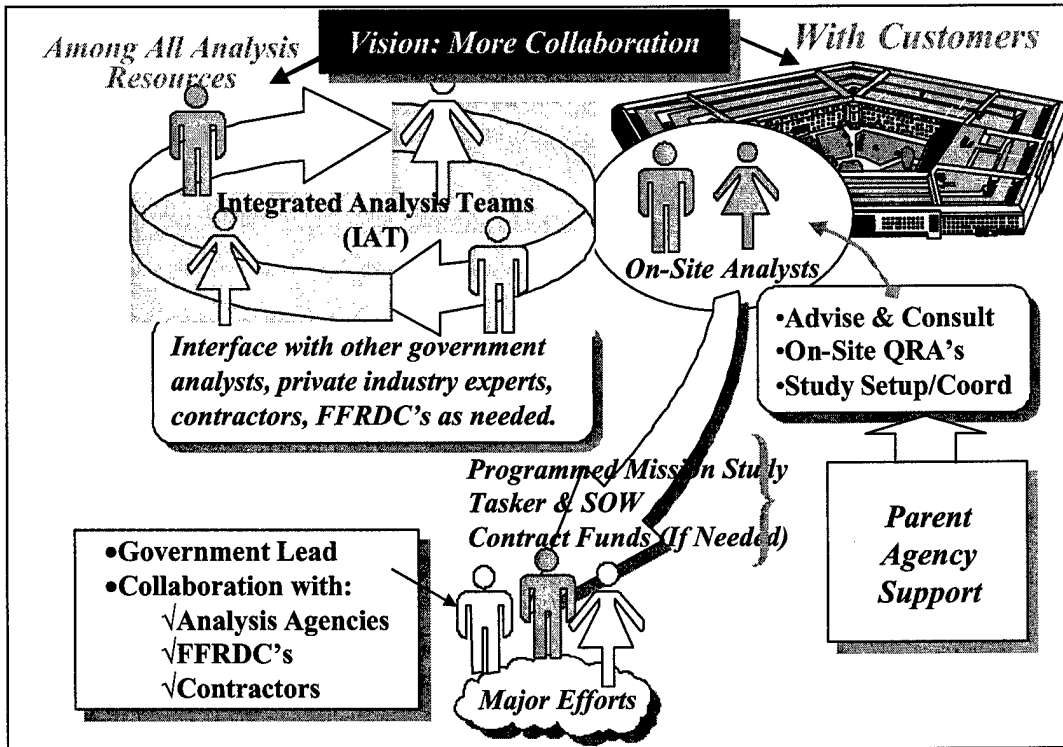 Vision: More Collaboration
Among All Analysis
Resources
With Customers
Integrated Analysis Teams
(IAT)
On-Site Analysts
Interface with other government
analysts, private industry experts,
contractors, FFRDC's as needed.
•Advise & Consult
•On-Site QRA's
•Study Setup/Coord
Programmed Mission Study
Tasker & SOW
Contract Funds (If Needed)
Parent
Agency
Support
•Government Lead
•Collaboration with:
√Analysis Agencies
√FFRDC's
√Contractors
Major Efforts